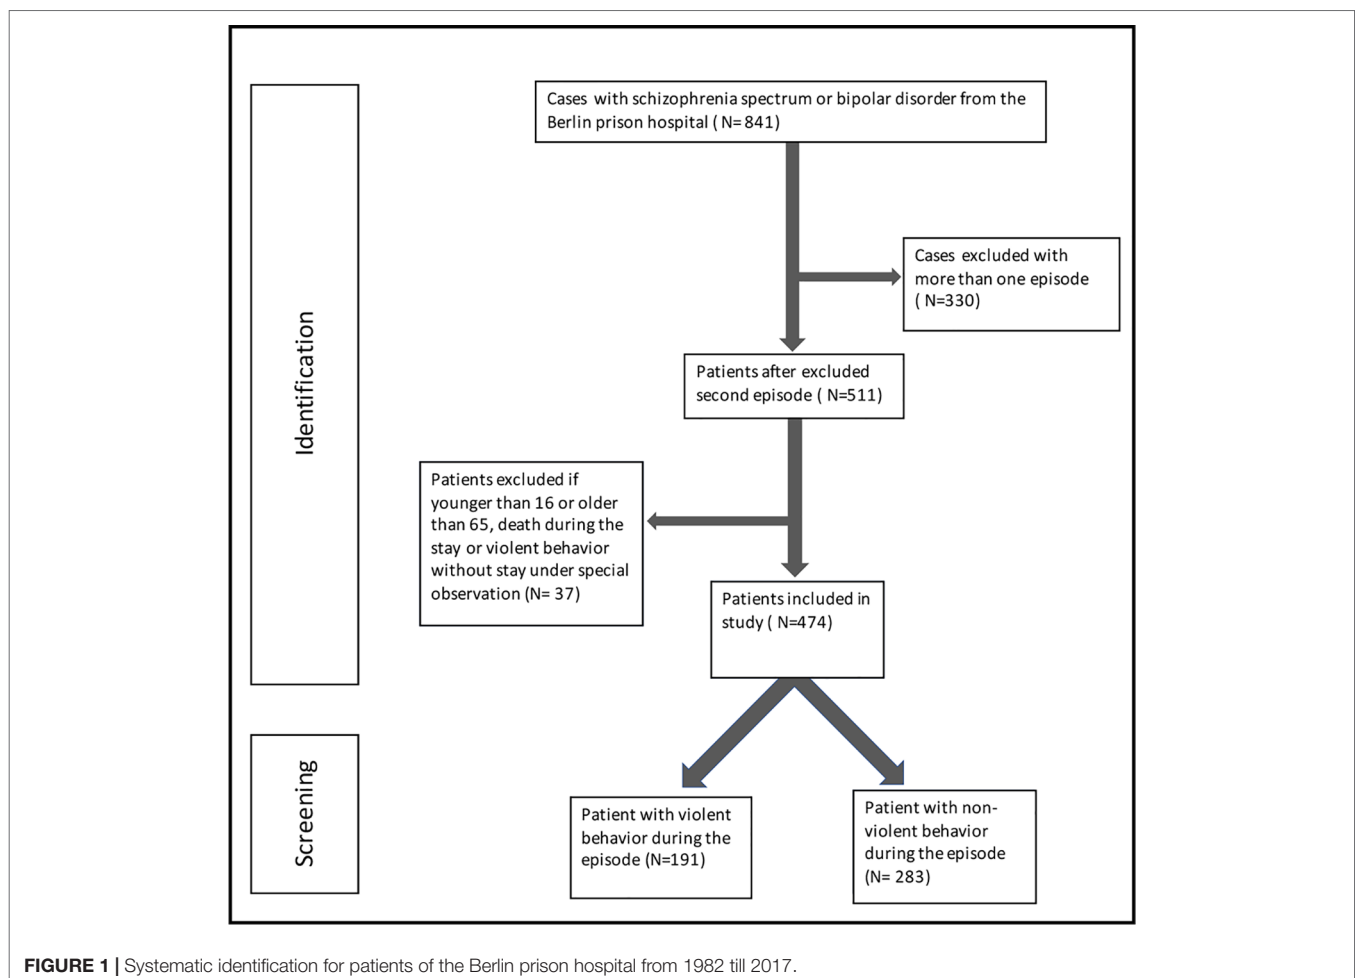 Identification
Cases with schizophrenia spectrum or bipolar disorder from the
Berlin prison hospital ( N= 841)
Cases excluded with
more than one episode
( N=330)
Patients after excluded
second episode ( N=511)
Patients excluded if
younger than 16 or older
than 65, death during the
stay or violent behavior
without stay under special
observation (N= 37)
Patients included in
study ( N=474)
Screening
Patient with violent
behavior during the
episode (N=191)
Patient with non-
violent behavior
during the episode
(N= 283)
FIGURE 1 | Systematic identification for patients of the Berlin prison hospital from 1982 till 2017.